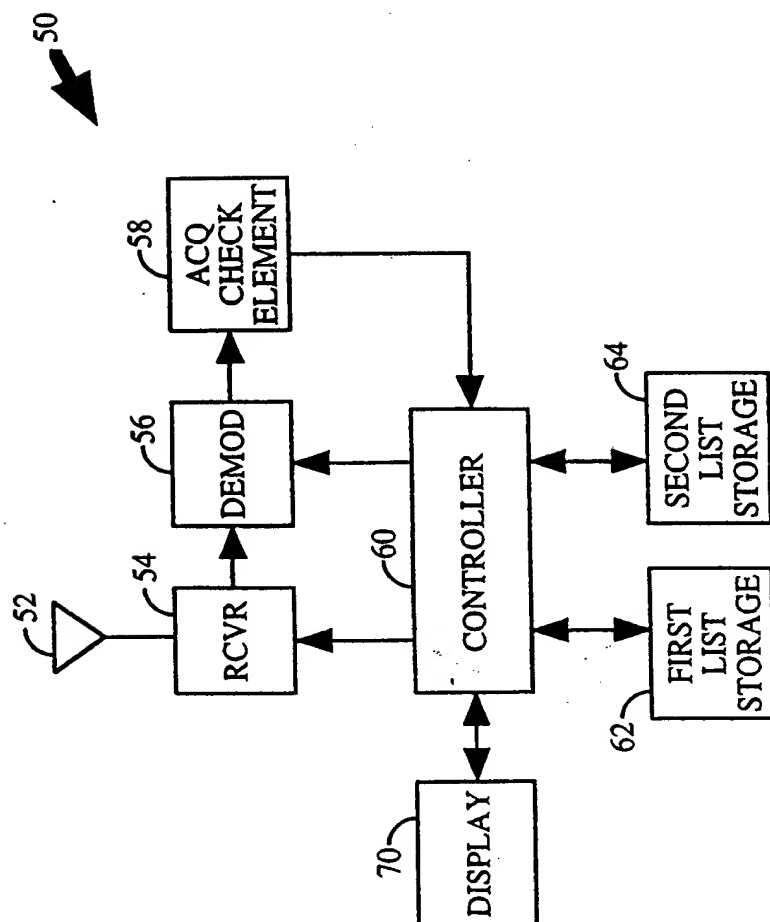 50
52
54
RCVR
56
DEMOD
58
ACQ
CHECK
ELEMENT
60
CONTROLLER
70
DISPLAY
62
FIRST
LIST
STORAGE
64
SECOND
LIST
STORAGE